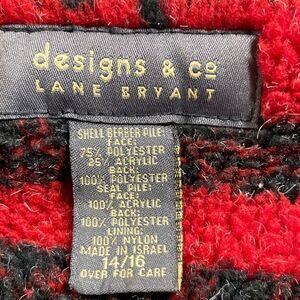 designs & co
LANE BRYANT
SHELL BERBER PILE:
FACE:
75% POLYESTER
25% ACRYLIC
BACK:
100% POLYESTER
SEAL PILE:
FACE:
100% ACRYLIC
BACK:
100% POLYESTER
LINING:
100% NYLON
MADE IN ISRAEL
14/16
OVER FOR CARE